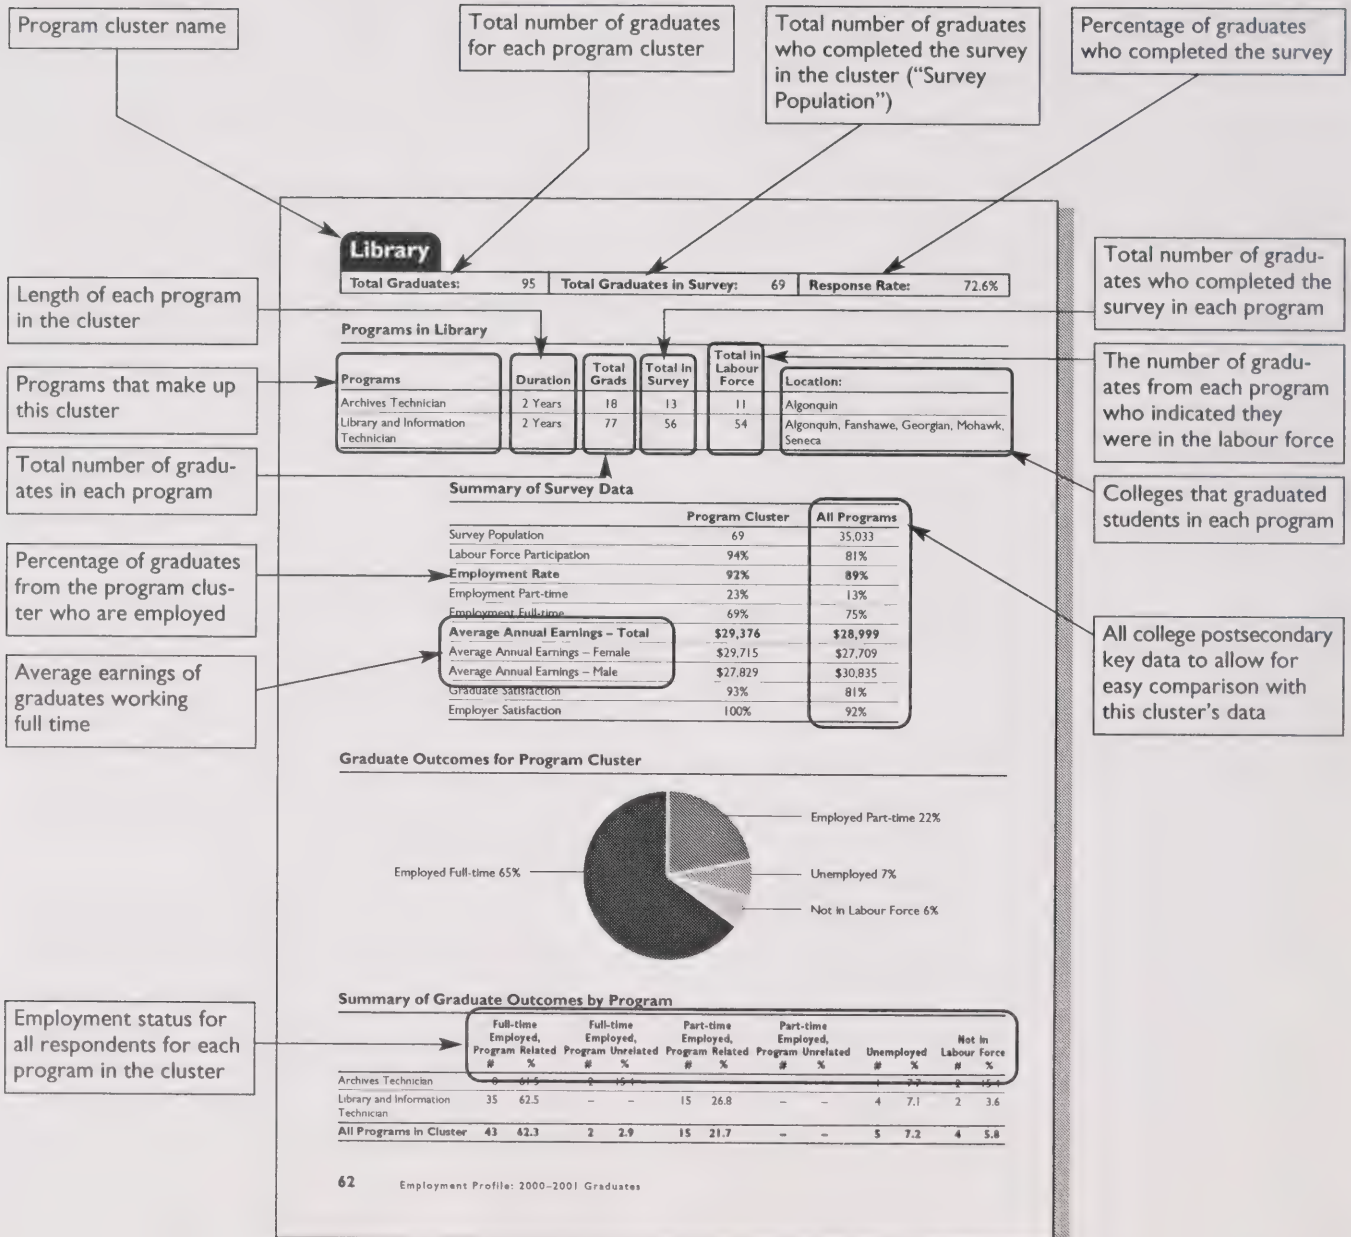 Program cluster name
Total number of graduates
for each program cluster
Total number of graduates
who completed the survey
in the cluster (“Survey
Population”)
Percentage of graduates
who completed the survey
Library
Total Graduates: 95 Total Graduates in Survey: 69 Response Rate: 72.6%
Length of each program
in the cluster
Total number of gradu-
ates who completed the
survey in each program
Programs in Library
Programs that make up
this cluster
Programs Duration Total Grads Total in Survey Total in Labour Force Location:
Archives Technician 2 Years 18 13 11 Algonquin
Library and Information 2 Years 77 56 54 Algonquin, Fanshawe, Georgian, Mohawk,
Technician Seneca
The number of gradu-
ates from each program
who indicated they
were in the labour force
Total number of gradu-
ates in each program
Colleges that graduated
students in each program
Summary of Survey Data
Program Cluster All Programs
Survey Population 69 35,033
Labour Force Participation 94% 81%
Employment Rate 92% 89%
Employment Part-time 23% 13%
Employment Full-time 69% 75%
Average Annual Earnings – Total $29,376 $28,999
Average Annual Earnings – Female $29,715 $27,709
Average Annual Earnings – Male $27,829 $30,835
Graduate Satisfaction 93% 81%
Employer Satisfaction 100% 92%
Percentage of graduates
from the program clus-
ter who are employed
Average earnings of
graduates working
full time
All college postsecondary
key data to allow for
easy comparison with
this cluster’s data
Graduate Outcomes for Program Cluster
Employed Part-time 22%
Employed Full-time 65%
Unemployed 7%
Not in Labour Force 6%
Employment status for
all respondents for each
program in the cluster
Summary of Graduate Outcomes by Program
Full-time Full-time Part-time Part-time
Employed, Employed, Employed, Employed, Not in
Program Related Program Unrelated Program Related Program Unrelated Unemployed Labour Force
# % # % # % # % # % # %
Archives Technician 8 61.5 2 15.4 1 7.7 2 15.4
Library and Information 35 62.5 – – 15 26.8 – – 4 7.1 2 3.6
Technician
All Programs in Cluster 43 62.3 2 2.9 15 21.7 – – 5 7.2 4 5.8
62 Employment Profile: 2000–2001 Graduates